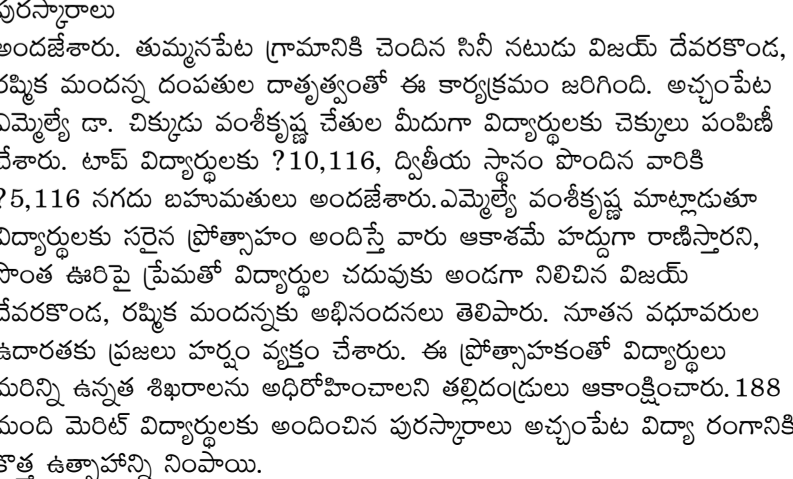 పురస్కారాలు
అందజేశారు. తుమ్మనపేట గ్రామానికి చెందిన సినీ నటుడు విజయ్ దేవరకొండ,
రష్మిక మందన్న దంపతుల దాతృత్వంతో ఈ కార్యక్రమం జరిగింది. అచ్చంపేట
ఎమ్మెల్యే డా. చిక్కుడు వంశీకృష్ణ చేతుల మీదుగా విద్యార్థులకు చెక్కులు పంపిణీ
చేశారు. టాప్ విద్యార్థులకు ?10,116, ద్వితీయ స్థానం పొందిన వారికి
?5,116 నగదు బహుమతులు అందజేశారు.ఎమ్మెల్యే వంశీకృష్ణ మాట్లాడుతూ
విద్యార్థులకు సరైన ప్రోత్సాహం అందిస్తే వారు ఆకాశమే హద్దుగా రాణిస్తారని,
సొంత ఊరిపై ప్రేమతో విద్యార్థుల చదువుకు అండగా నిలిచిన విజయ్
దేవరకొండ, రష్మిక మందన్నకు అభినందనలు తెలిపారు. నూతన వధూవరుల
ఉదారతకు ప్రజలు హర్షం వ్యక్తం చేశారు. ఈ ప్రోత్సాహకంతో విద్యార్థులు
మరిన్ని ఉన్నత శిఖరాలను అధిరోహించాలని తల్లిదండ్రులు ఆకాంక్షించారు.188
మంది మెరిట్ విద్యార్థులకు అందించిన పురస్కారాలు అచ్చంపేట విద్యా రంగానికి
కొత్త ఉత్సాహాన్ని నింపాయి.